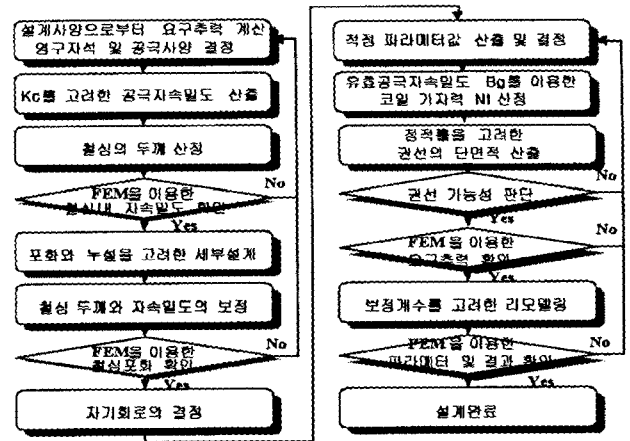 설계사양으로부터 요구추력 계산
영구자석 및 공극사양 결정
Kc를 고려한 공극자속밀도 산출
철심의 두께 산정
FEM을 이용한
철심내 자속밀도 확인
No
Yes
포화와 누설을 고려한 세부설계
철심 두께와 자속밀도의 보정
FEM을 이용한
철심포화 확인
No
Yes
자기회로의 결정
적정 파라메터값 산출 및 결정
유효공극자속밀도 Bg를 이용한
코일 기자력 NI 산정
점적률을 고려한
권선의 단면적 산출
권선 가능성 판단
No
Yes
FEM을 이용한
요구추력 확인
No
Yes
보정계수를 고려한 리모델링
FEM을 이용한
파라메터 및 결과 확인
No
Yes
설계완료